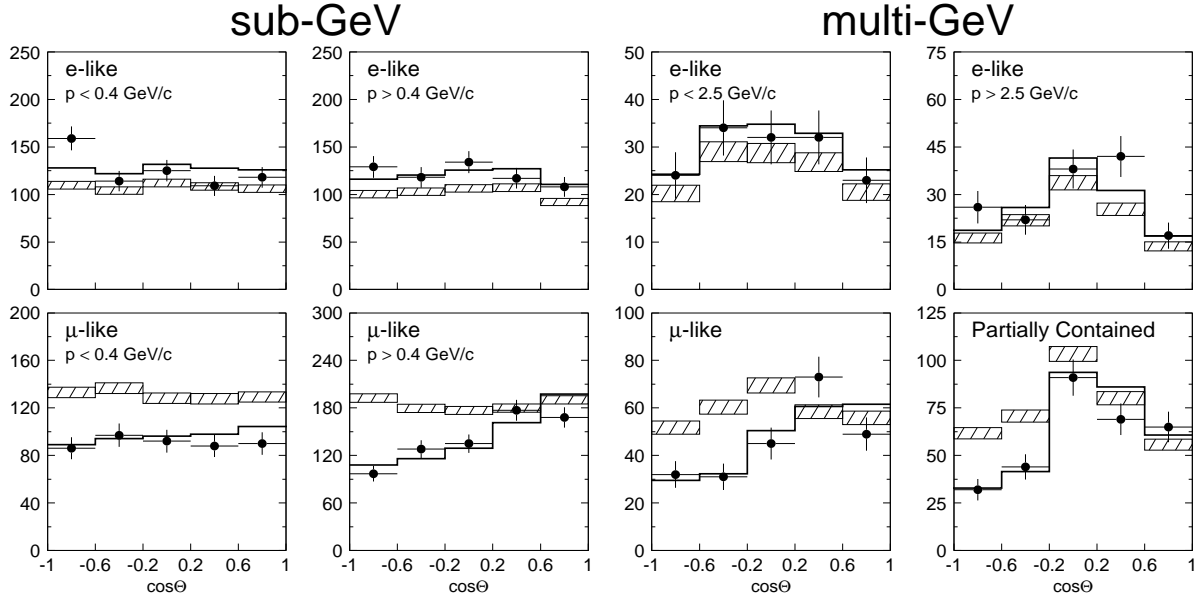 sub-GeV
multi-GeV
e-like
p < 0.4 GeV/c
250
200
150
100
50
0
e-like
p > 0.4 GeV/c
250
200
150
100
50
0
e-like
p < 2.5 GeV/c
50
40
30
20
10
0
e-like
p > 2.5 GeV/c
75
60
45
30
15
0
μ-like
p < 0.4 GeV/c
200
160
120
80
40
0
-1 -0.6 -0.2 0.2 0.6 1
cosΘ
μ-like
p > 0.4 GeV/c
300
240
180
120
60
0
-1 -0.6 -0.2 0.2 0.6 1
cosΘ
μ-like
100
80
60
40
20
0
-1 -0.6 -0.2 0.2 0.6 1
cosΘ
Partially Contained
125
100
75
50
25
0
-1 -0.6 -0.2 0.2 0.6 1
cosΘ